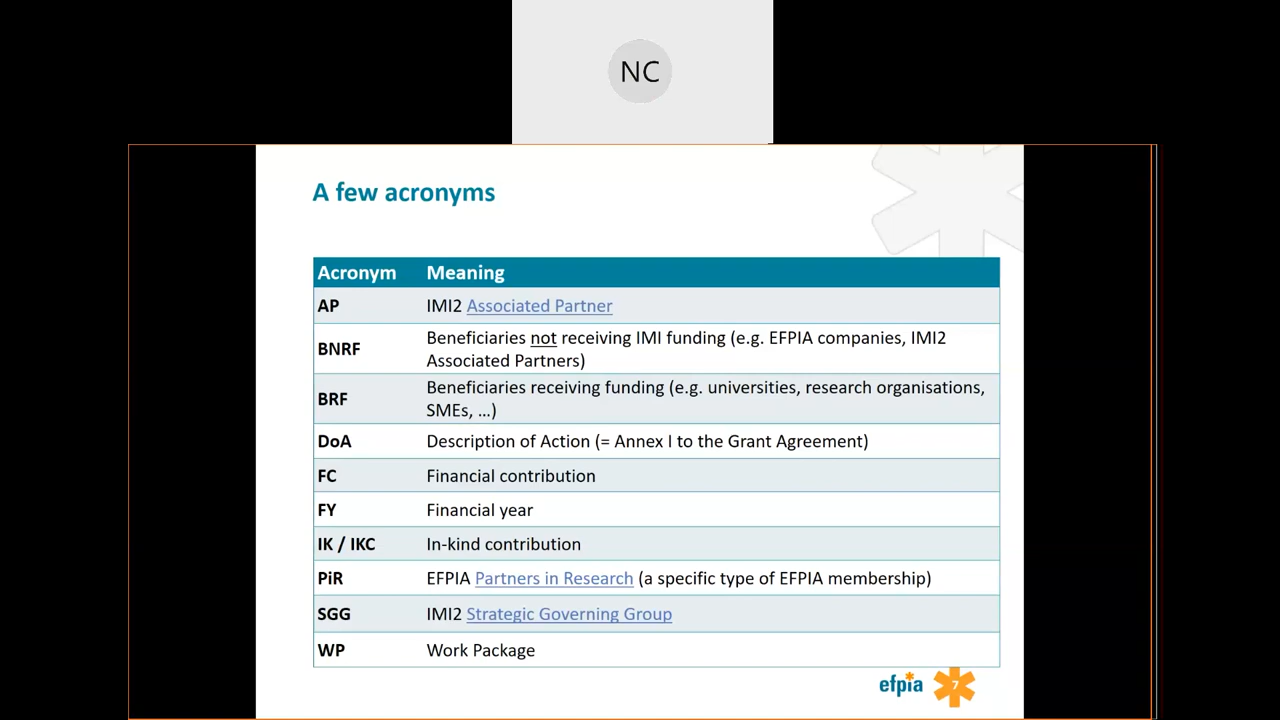 NC
A few acronyms
Acronym Meaning
AP IMI2 Associated Partner
BNRF Beneficiaries not receiving IMI funding (e.g. EFPIA companies, IMI2
Associated Partners)
BRF Beneficiaries receiving funding (e.g. universities, research organisations,
SMEs, …)
DoA Description of Action (= Annex I to the Grant Agreement)
FC Financial contribution
FY Financial year
IK / IKC In-kind contribution
PiR EFPIA Partners in Research (a specific type of EFPIA membership)
SGG IMI2 Strategic Governing Group
WP Work Package
efpia 7